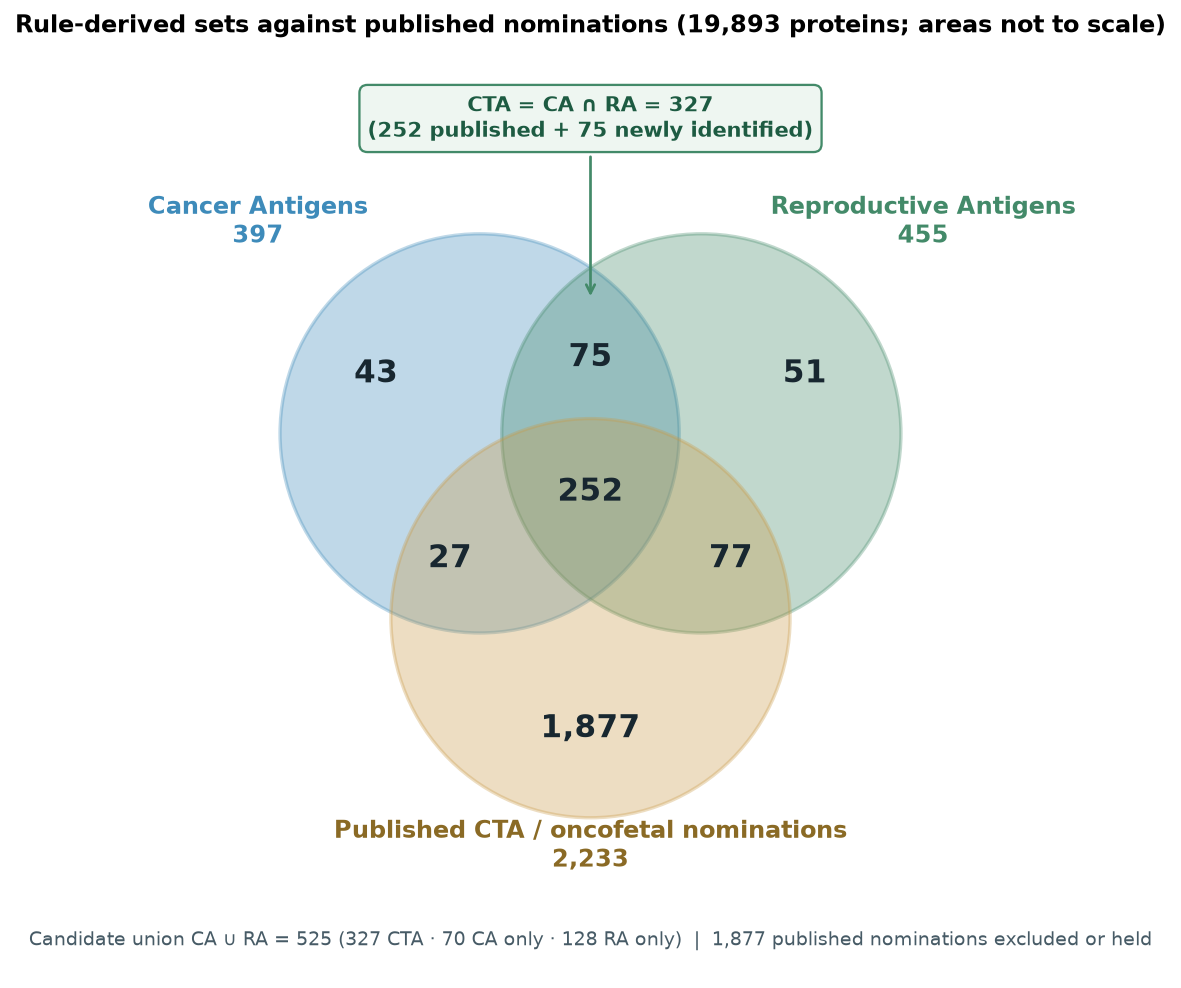 Rule-derived sets against published nominations (19,893 proteins; areas not to scale)
CTA = CA ∩ RA = 327
(252 published + 75 newly identified)
Cancer Antigens
397
Reproductive Antigens
455
75
43
51
252
27
77
1,877
Published CTA / oncofetal nominations
2,233
Candidate union CA ∪ RA = 525 (327 CTA · 70 CA only · 128 RA only)  |  1,877 published nominations excluded or held